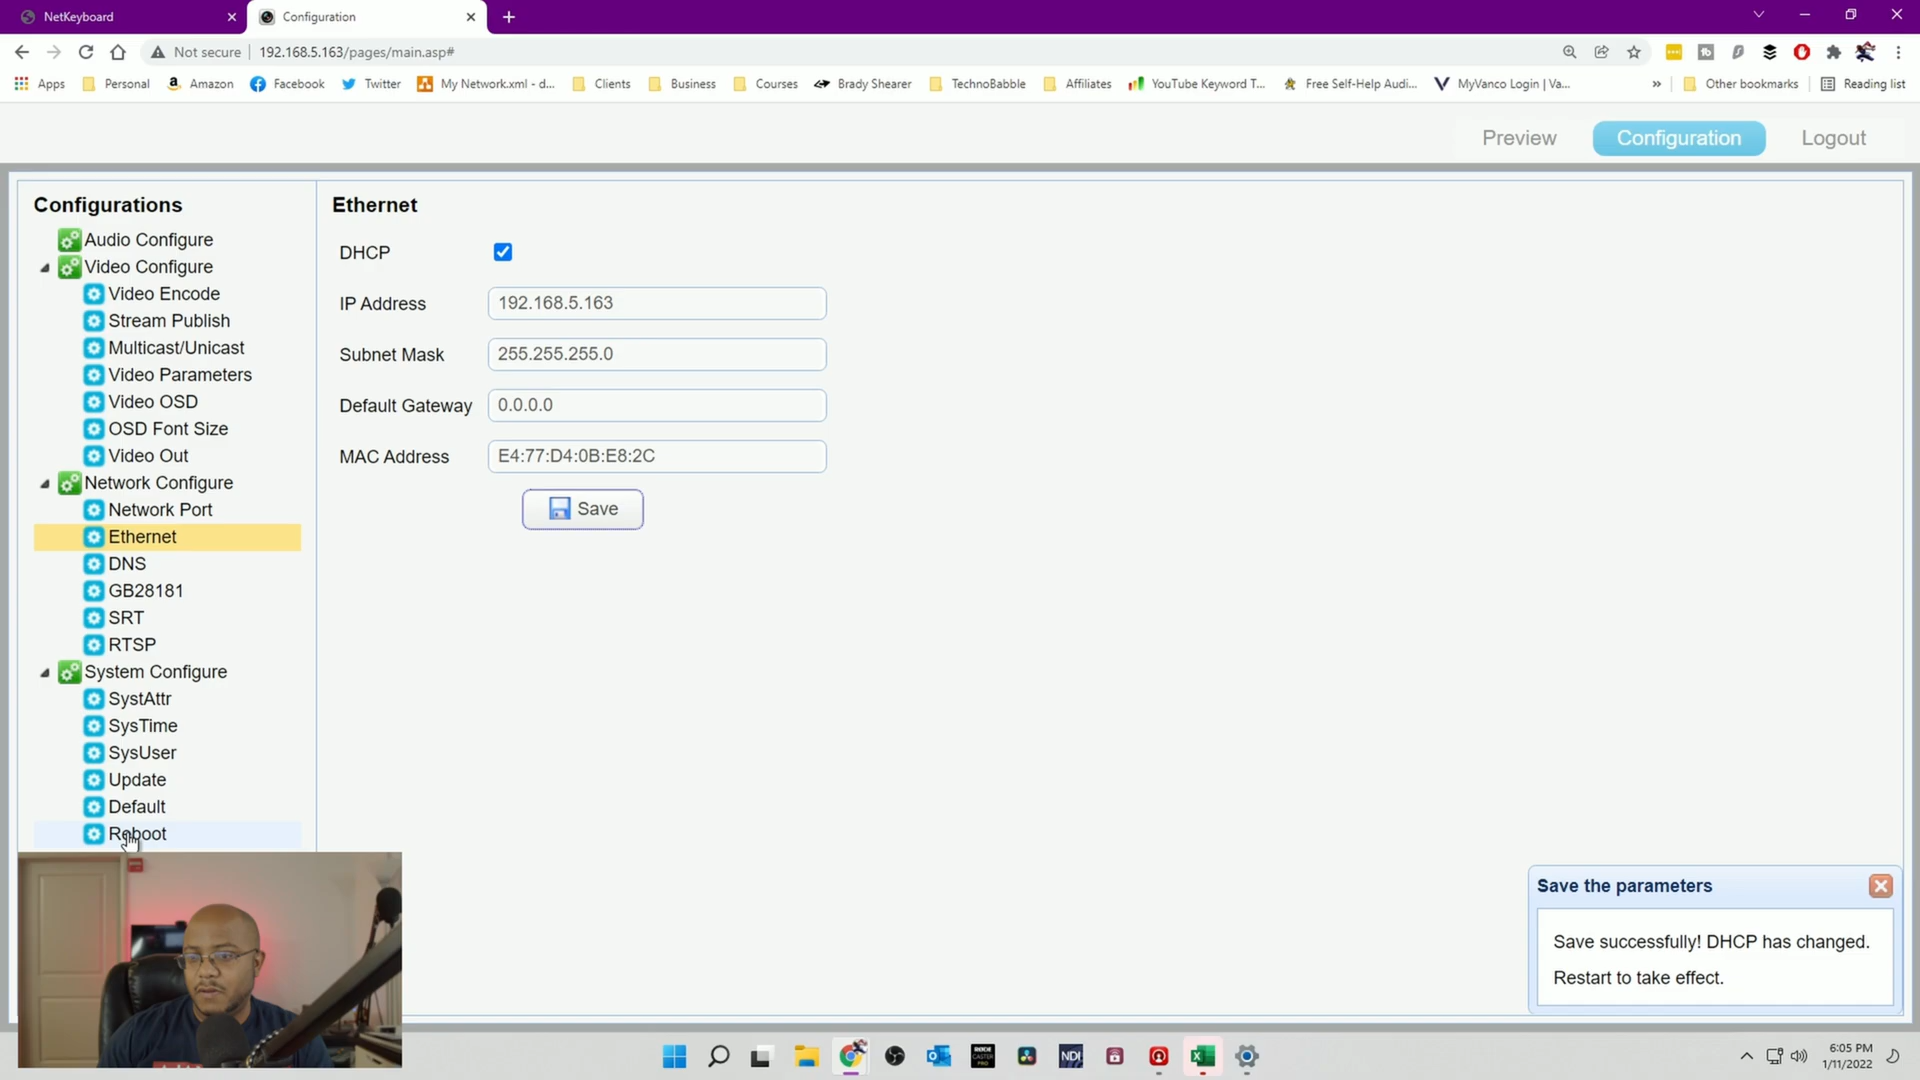 NetKeyboard
Configuration
Not secure
192.168.5.163/pages/main.asp#
Apps
Personal
Amazon
Facebook
Twitter
My Network.xml - d...
Clients
Business
Courses
Brady Shearer
TechnoBabble
Affiliates
YouTube Keyword T...
Free Self-Help Audi...
MyVanco Login | Va...
Other bookmarks
Reading list
Preview
Configuration
Logout
Configurations
Audio Configure
Video Configure
Video Encode
Stream Publish
Multicast/Unicast
Video Parameters
Video OSD
OSD Font Size
Video Out
Network Configure
Network Port
Ethernet
DNS
GB28181
SRT
RTSP
System Configure
SystAttr
SysTime
SysUser
Update
Default
Reboot
Ethernet
DHCP
IP Address 192.168.5.163
Subnet Mask 255.255.255.0
Default Gateway 0.0.0.0
MAC Address E4:77:D4:0B:E8:2C
Save
Save the parameters
Save successfully! DHCP has changed.
Restart to take effect.
NDI
6:05 PM
1/11/2022